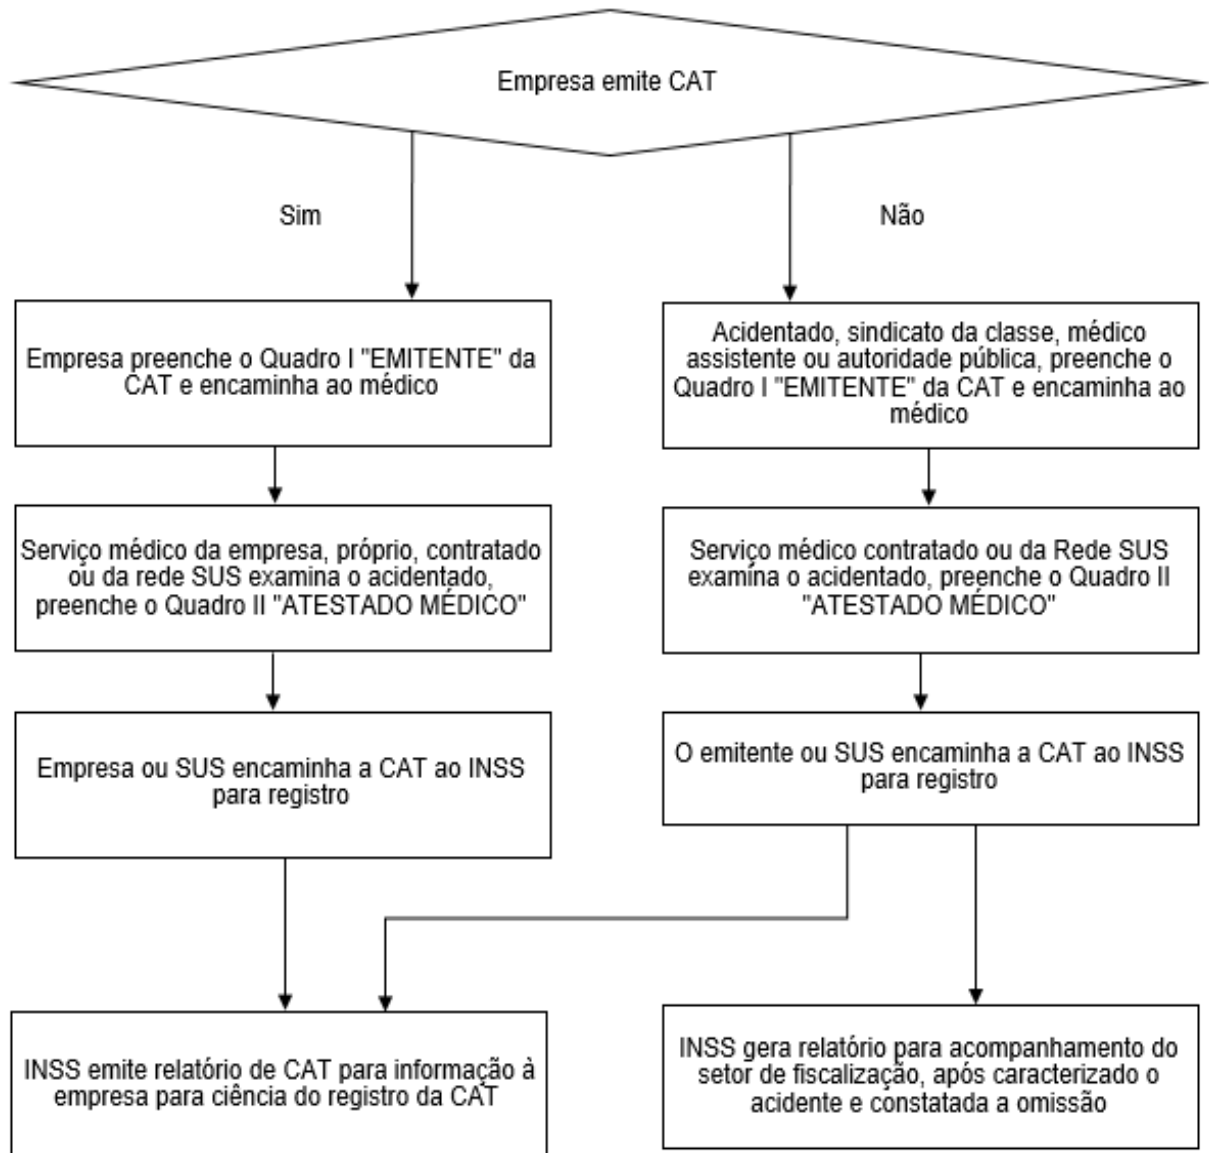 Empresa emite CAT
Sim
Não
Empresa preenche o Quadro I "EMITENTE" da
CAT e encaminha ao médico
Acidentado, sindicato da classe, médico
assistente ou autoridade pública, preenche o
Quadro I "EMITENTE" da CAT e encaminha ao
médico
Serviço médico da empresa, próprio, contratado
ou da rede SUS examina o acidentado,
preenche o Quadro II "ATESTADO MÉDICO"
Serviço médico contratado ou da Rede SUS
examina o acidentado, preenche o Quadro II
"ATESTADO MÉDICO"
Empresa ou SUS encaminha a CAT ao INSS
para registro
O emitente ou SUS encaminha a CAT ao INSS
para registro
INSS emite relatório de CAT para informação à
empresa para ciência do registro da CAT
INSS gera relatório para acompanhamento do
setor de fiscalização, após caracterizado o
acidente e constatada a omissão